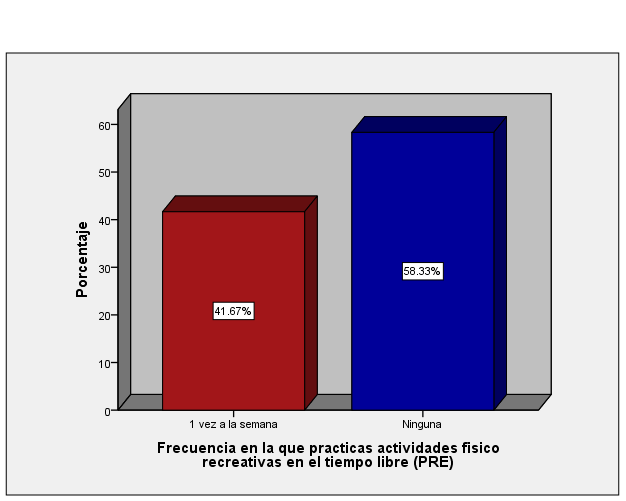 Porcentaje
60
50
40
30
20
10
0
41.67%
58.33%
1 vez a la semana
Ninguna
Frecuencia en la que practicas actividades fisico
recreativas en el tiempo libre (PRE)